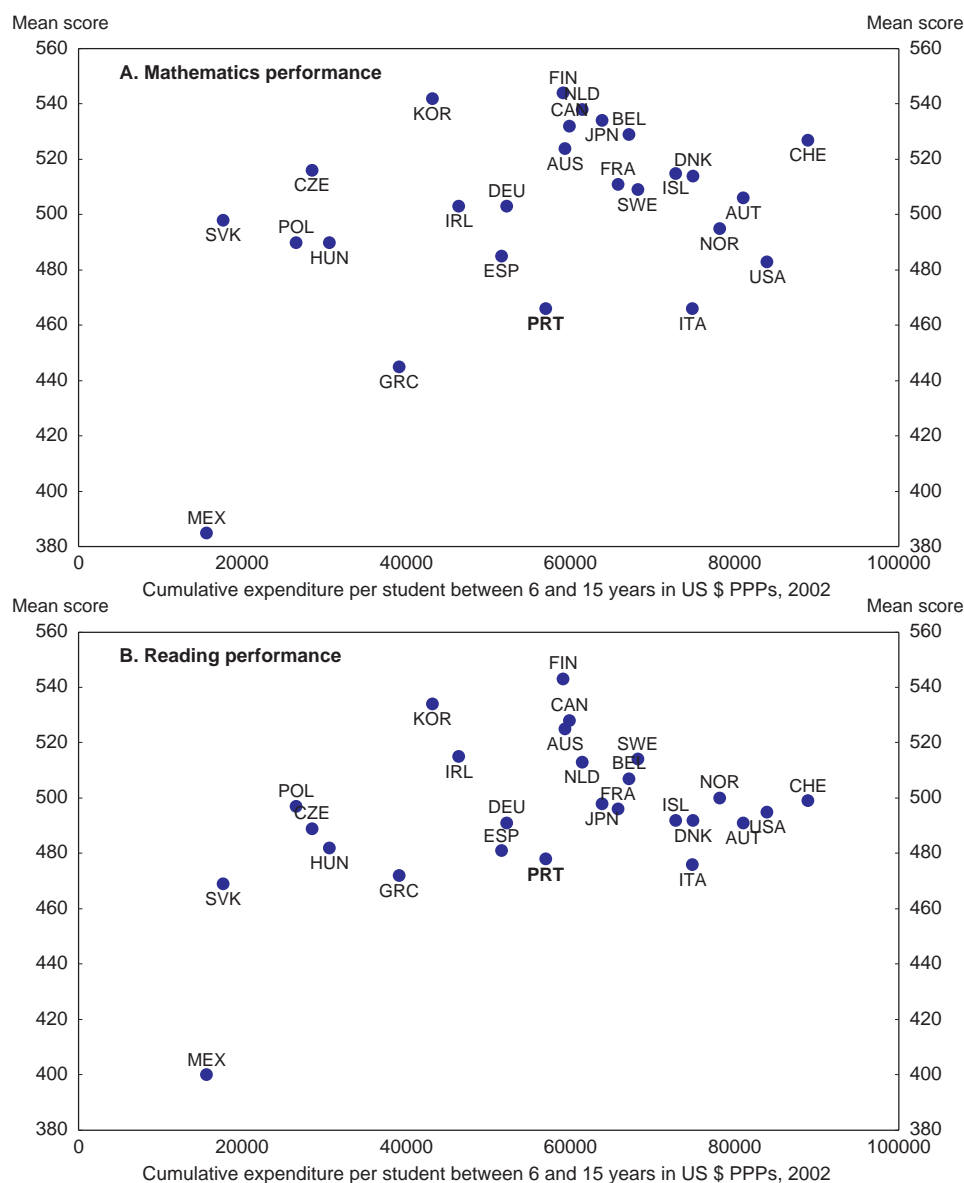 Mean score Mean score
560 560
A. Mathematics performance
FIN
NLD
540 540
KOR CAN BEL
JPN
AUS CHE
520 520
CZE FRA DNK
DEU ISL
SWE AUT
500 500
SVK POL IRL NOR
HUN
480 ESP USA 480
460 PRT ITA 460
440 440
GRC
420 420
400 400
MEX
380 380
0 20000 40000 60000 80000 100000
Cumulative expenditure per student between 6 and 15 years in US $ PPPs, 2002
Mean score Mean score
560 560
B. Reading performance
FIN
540 540
KOR CAN
520 AUS SWE 520
IRL BEL
NLD NOR CHE
500 POL DEU FRA ISL 500
CZE JPN USA
ESP DNK AUT
480 HUN 480
GRC PRT ITA
SVK
460 460
440 440
420 420
MEX
400 400
380 380
0 20000 40000 60000 80000 100000
Cumulative expenditure per student between 6 and 15 years in US $ PPPs, 2002